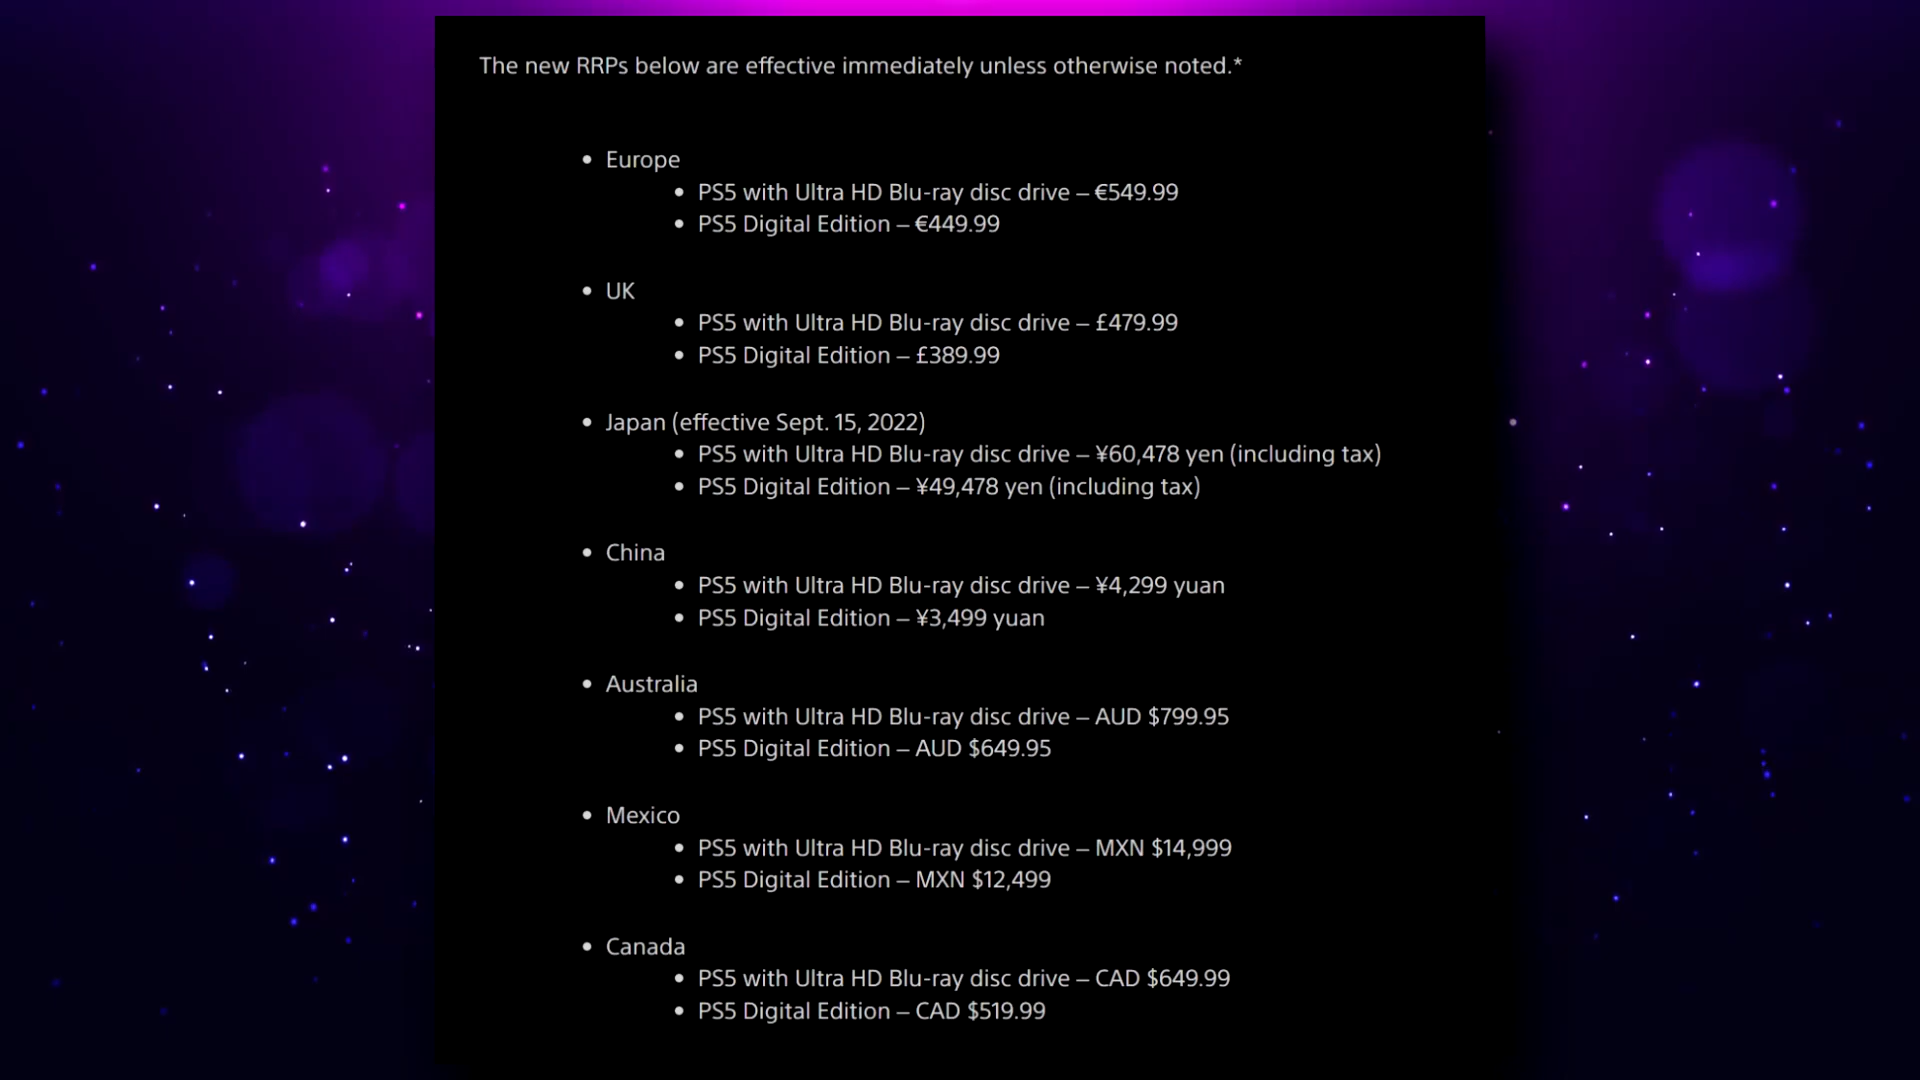 The new RRPs below are effective immediately unless otherwise noted.*
• Europe
• PS5 with Ultra HD Blu-ray disc drive – €549.99
• PS5 Digital Edition – €449.99
• UK
• PS5 with Ultra HD Blu-ray disc drive – £479.99
• PS5 Digital Edition – £389.99
• Japan (effective Sept. 15, 2022)
• PS5 with Ultra HD Blu-ray disc drive – ¥60,478 yen (including tax)
• PS5 Digital Edition – ¥49,478 yen (including tax)
• China
• PS5 with Ultra HD Blu-ray disc drive – ¥4,299 yuan
• PS5 Digital Edition – ¥3,499 yuan
• Australia
• PS5 with Ultra HD Blu-ray disc drive – AUD $799.95
• PS5 Digital Edition – AUD $649.95
• Mexico
• PS5 with Ultra HD Blu-ray disc drive – MXN $14,999
• PS5 Digital Edition – MXN $12,499
• Canada
• PS5 with Ultra HD Blu-ray disc drive – CAD $649.99
• PS5 Digital Edition – CAD $519.99